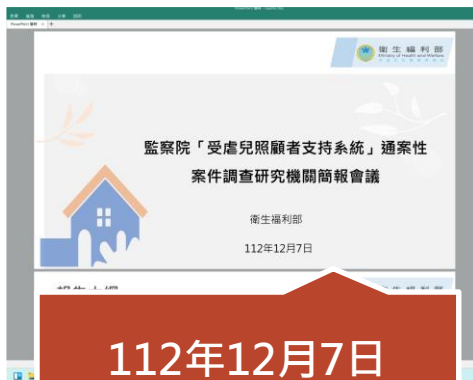 衛生福利部
Ministry of Health and Welfare
監察院「受虐兒照顧者支持系統」通案性
案件調查研究機關簡報會議
衛生福利部
112年12月7日
112年12月7日